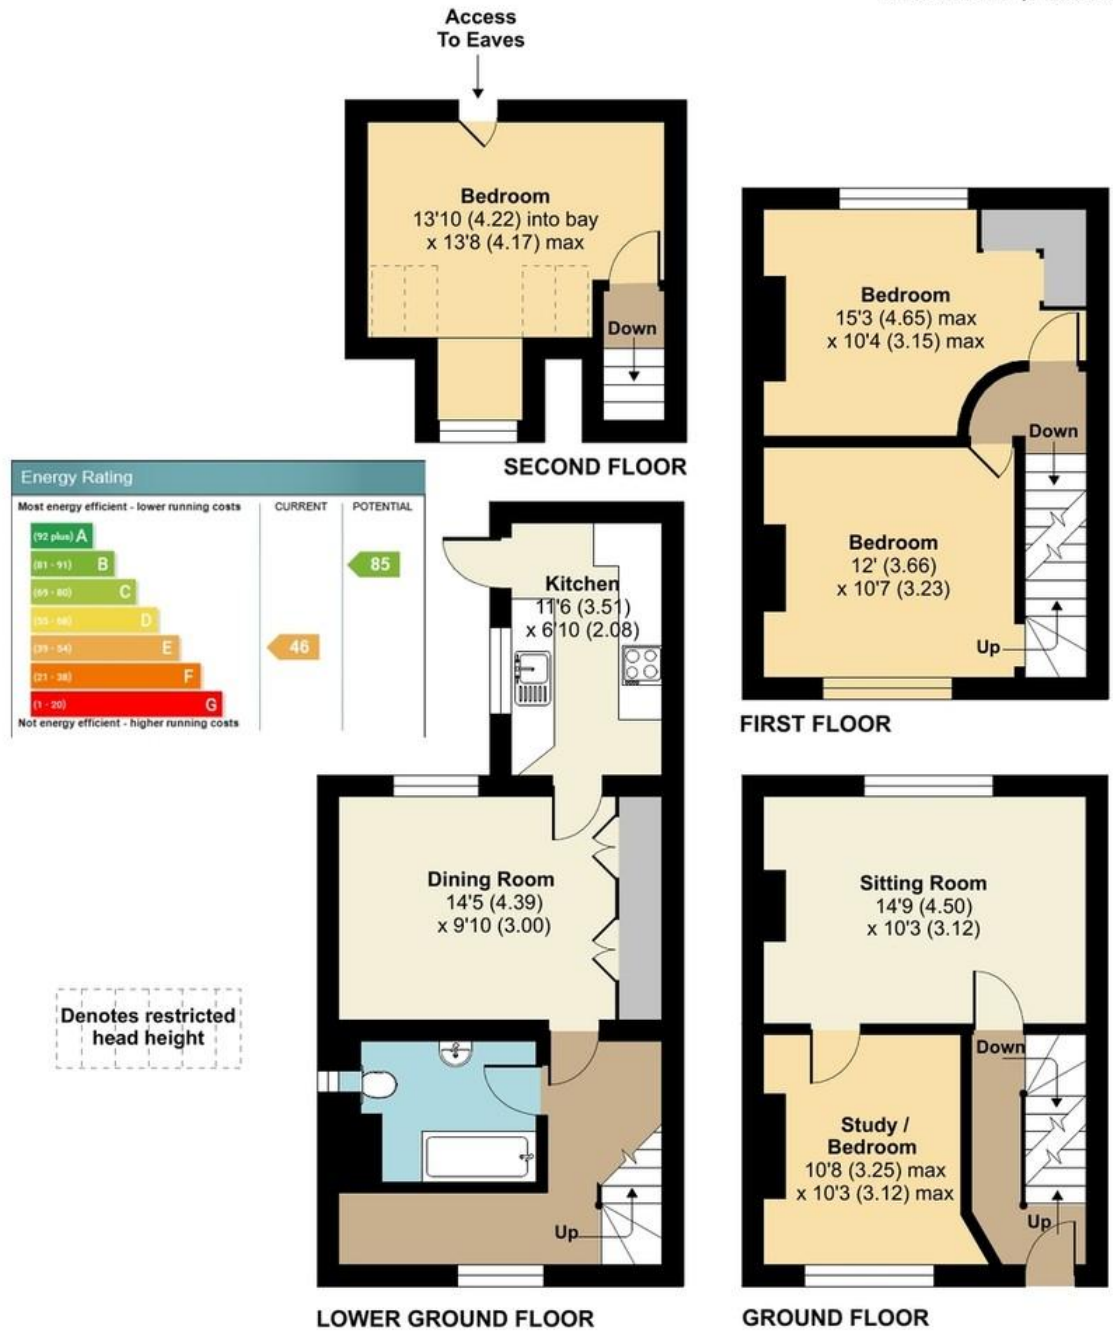 Access
To Eaves
Bedroom
13'10 (4.22) into bay
x 13'8 (4.17) max
Down
SECOND FLOOR
Bedroom
15'3 (4.65) max
x 10'4 (3.15) max
Down
Bedroom
12' (3.66)
x 10'7 (3.23)
Up
FIRST FLOOR
Energy Rating
Most energy efficient - lower running costs
CURRENT
POTENTIAL
(92 plus) A
(81 - 91) B
85
(69 - 80) C
(55 - 68) D
(39 - 54) E
46
(21 - 38) F
(1 - 20) G
Not energy efficient - higher running costs
Kitchen
11'6 (3.51)
x 6'10 (2.08)
Dining Room
14'5 (4.39)
x 9'10 (3.00)
Up
LOWER GROUND FLOOR
Denotes restricted
head height
Sitting Room
14'9 (4.50)
x 10'3 (3.12)
Down
Study /
Bedroom
10'8 (3.25) max
x 10'3 (3.12) max
Up
GROUND FLOOR